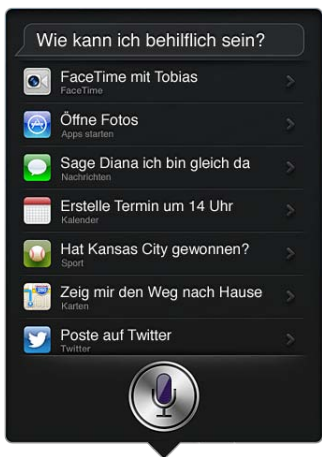 Wie kann ich behilflich sein?
FaceTime mit Tobias
FaceTime
Öffne Fotos
Apps starten
Sage Diana ich bin gleich da
Nachrichten
Erstelle Termin um 14 Uhr
Kalender
Hat Kansas City gewonnen?
Sport
Zeig mir den Weg nach Hause
Karten
Poste auf Twitter
Twitter